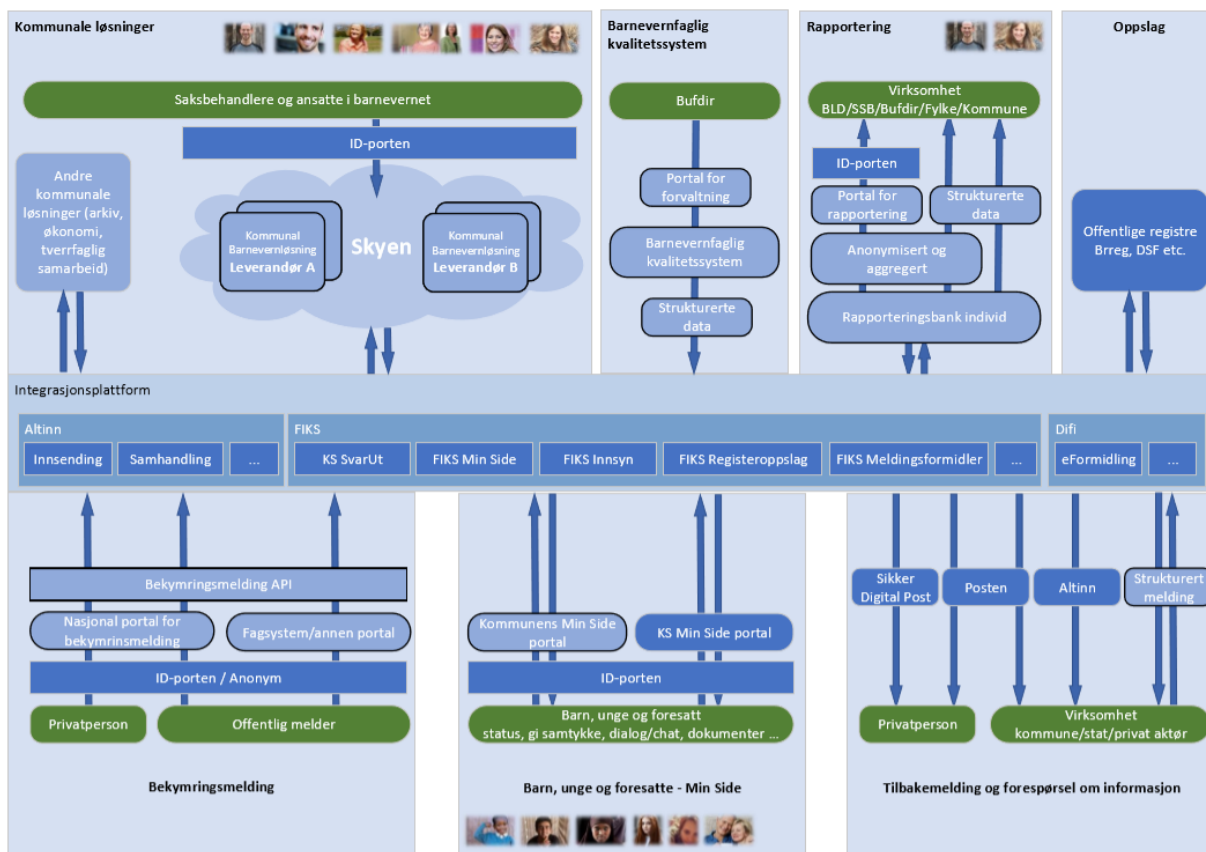 Kommunale løsninger
Saksbehandlere og ansatte i barnevernet
ID-porten
Andre
kommunale
løsninger (arkiv,
økonomi,
tverrfaglig
samarbeid)
Kommunal
Barnevernløsning
Leverandør A
Skyen
Kommunal
Barnevernløsning
Leverandør B
Barnevernfaglig
kvalitetssystem
Bufdir
Portal for
forvaltning
Barnevernfaglig
kvalitetssystem
Strukturerte
data
Rapportering
Virksomhet
BLD/SSB/Bufdir/Fylke/Kommune
ID-porten
Portal for
rapportering
Strukturerte
data
Anonymisert og
aggregert
Rapporteringsbank individ
Oppslag
Offentlige registre
Brreg, DSF etc.
Integrasjonsplattform
Altinn
Innsending
Samhandling
...
FIKS
KS SvarUt
FIKS Min Side
FIKS Innsyn
FIKS Registeroppslag
FIKS Meldingsformidler
...
Difi
eFormidling
...
Bekymringsmelding API
Nasjonal portal for
bekymrinsmelding
Fagsystem/annen portal
ID-porten / Anonym
Privatperson
Offentlig melder
Bekymringsmelding
Kommunens Min Side
portal
KS Min Side portal
ID-porten
Barn, unge og foresatt
status, gi samtykke, dialog/chat, dokumenter ...
Barn, unge og foresatte - Min Side
Sikker
Digital Post
Posten
Altinn
Strukturert
melding
Privatperson
Virksomhet
kommune/stat/privat aktør
Tilbakemelding og forespørsel om informasjon